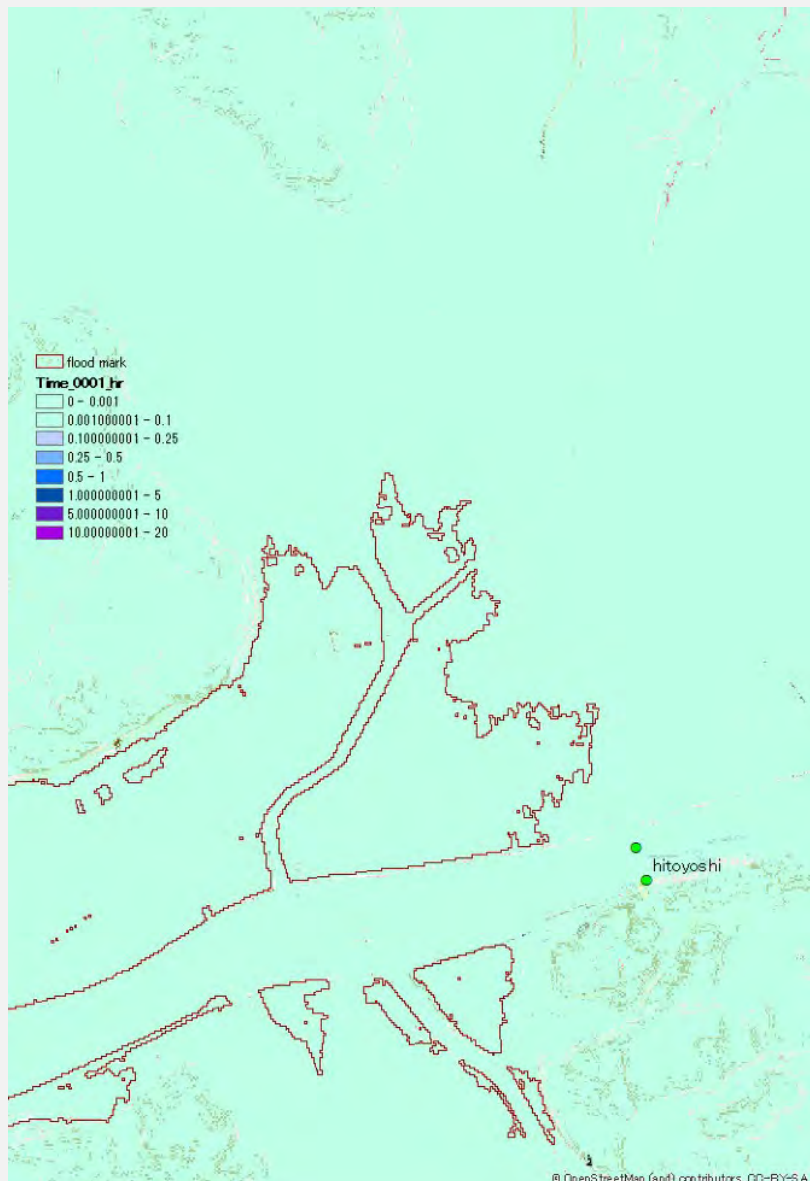 flood mark
Time_0001_hr
0 - 0.001
0.001000001 - 0.1
0.100000001 - 0.25
0.25 - 0.5
0.5 - 1
1.000000001 - 5
5.000000001 - 10
10.00000001 - 20
hitoyoshi
© OpenStreetMap (and) contributors, CC-BY-SA